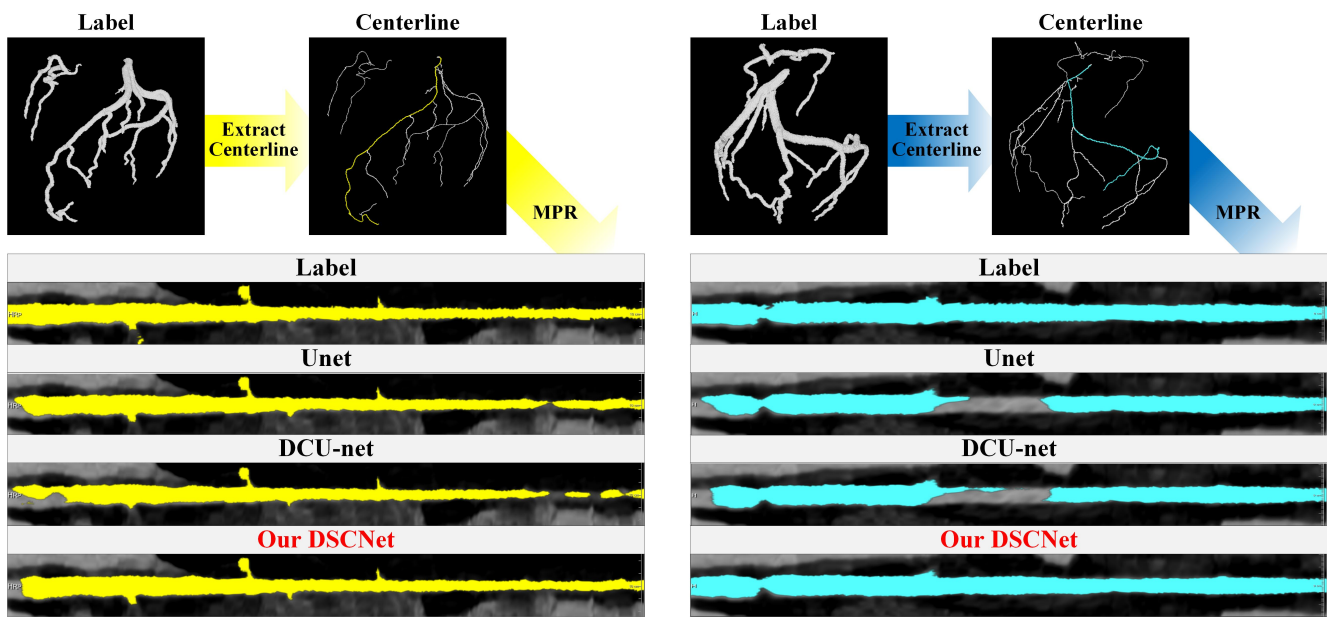 Label
Centerline
Label
Centerline
Extract
Centerline
MPR
Extract
Centerline
MPR
Label
Label
Unet
Unet
DCU-net
DCU-net
Our DSCNet
Our DSCNet